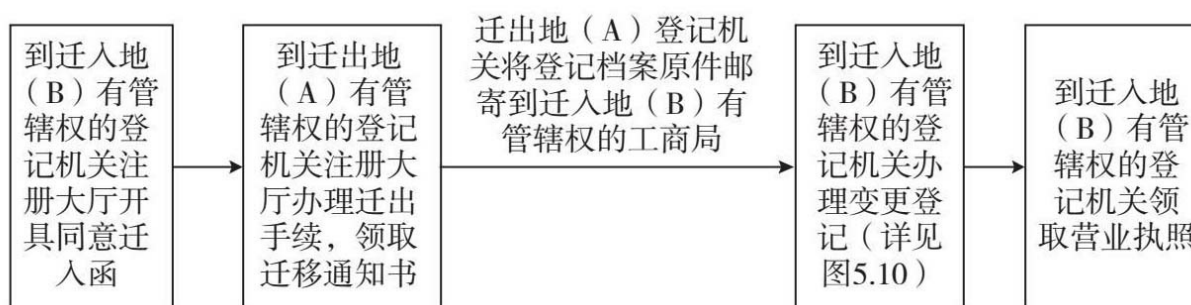 到迁入地
（B）有管
辖权的登
记机关注
册大厅开
具同意迁
入函
到迁出地
（A）有管
辖权的登记
机关注册大
厅办理迁出
手续，领取
迁移通知书
迁出地（A）登记机
关将登记档案原件邮
寄到迁入地（B）有
管辖权的工商局
到迁入地
（B）有管
辖权的登
记机关办
理变更登
记（详见
图5.10）
到迁入地
（B）有管
辖权的登
记机关领
取营业执照